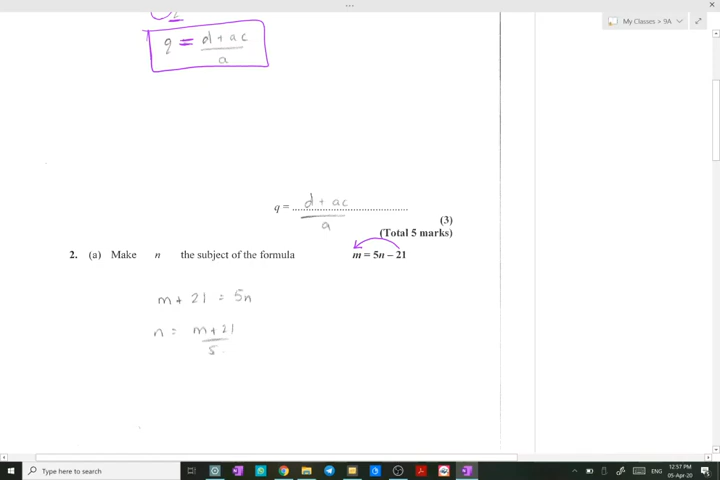 My Classes > 9A
q = d + ac
a
q = d + ac
a
(3)
(Total 5 marks)
2. (a) Make n the subject of the formula m = 5n – 21
m + 21 = 5n
n = m + 21
5
Type here to search
ENG
12:57 PM
05-Apr-20